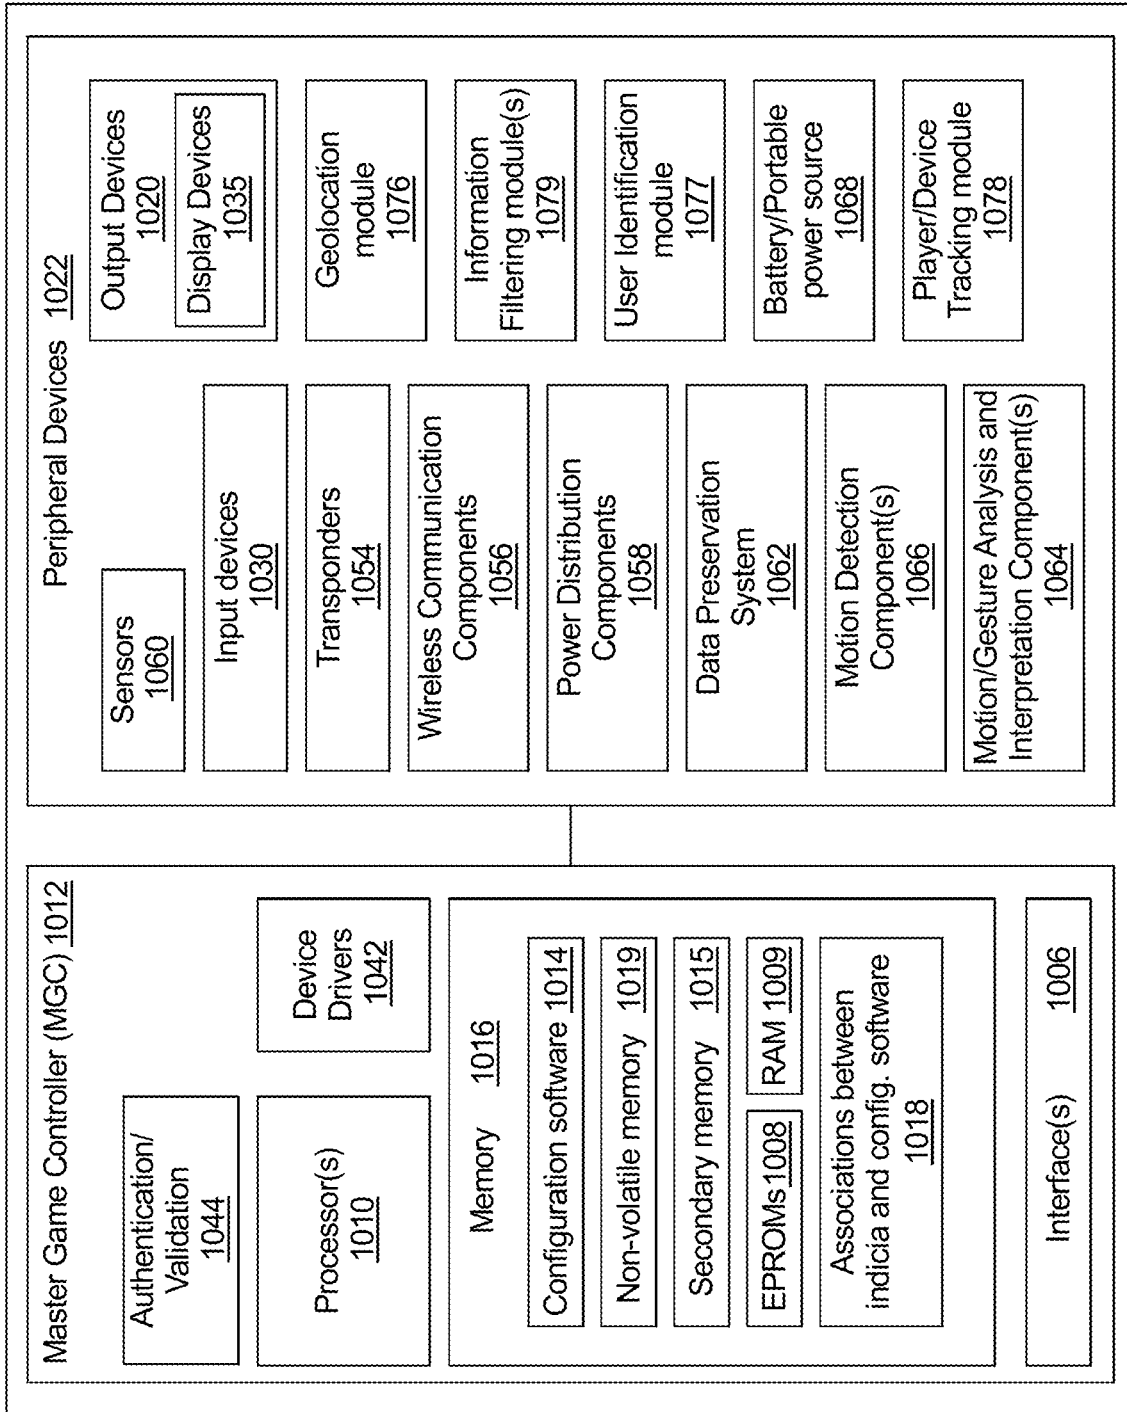 Master Game Controller (MGC) 1012
Authentication/
Validation
1044
Processor(s)
1010
Device
Drivers
1042
Memory 1016
Configuration software 1014
Non-volatile memory 1019
Secondary memory 1015
EPROMs 1008
RAM 1009
Associations between
indicia and config. software
1018
Interface(s) 1006
Peripheral Devices 1022
Sensors
1060
Input devices
1030
Transponders
1054
Wireless Communication
Components
1056
Power Distribution
Components
1058
Data Preservation
System
1062
Motion Detection
Component(s)
1066
Motion/Gesture Analysis and
Interpretation Component(s)
1064
Output Devices
1020
Display Devices
1035
Geolocation
module
1076
Information
Filtering module(s)
1079
User Identification
module
1077
Battery/Portable
power source
1068
Player/Device
Tracking module
1078